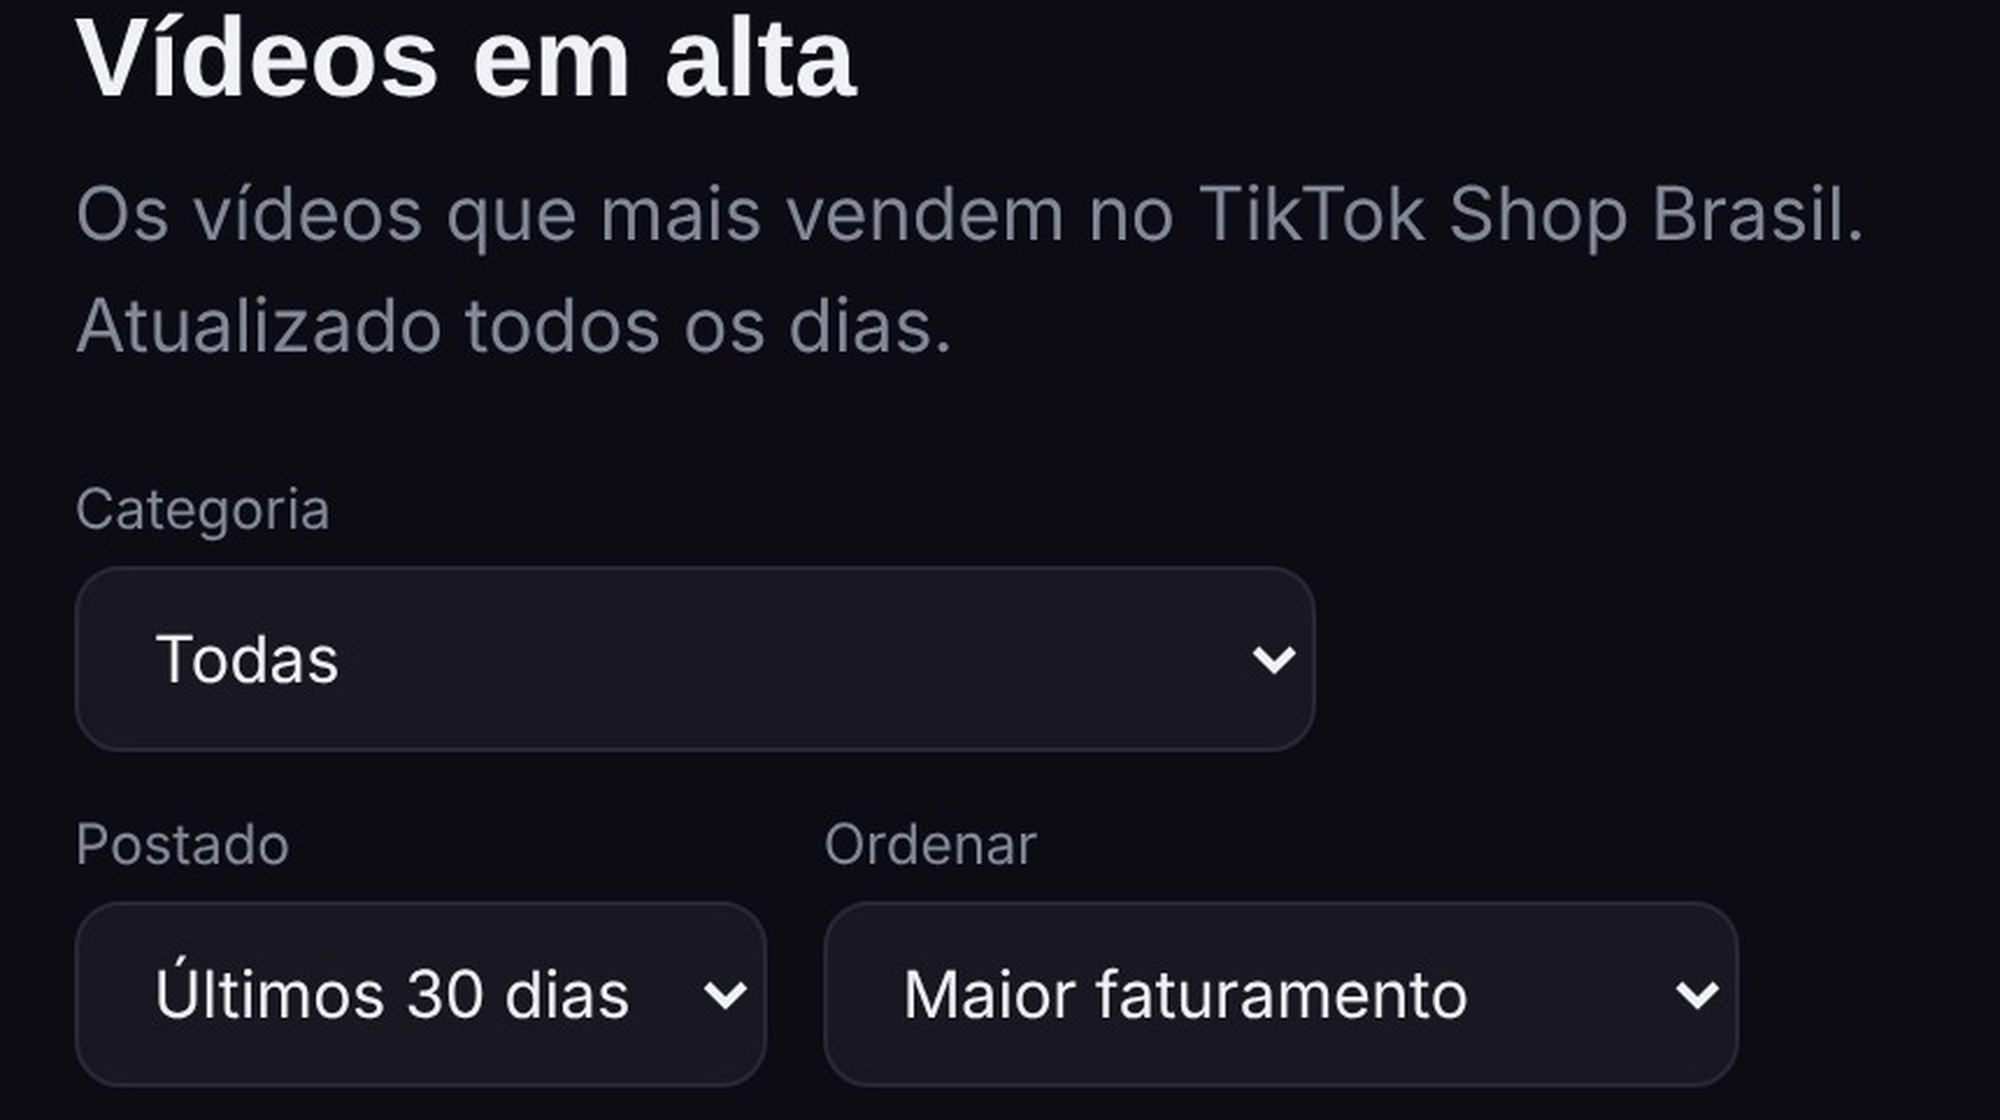 Vídeos em alta
Os vídeos que mais vendem no TikTok Shop Brasil.
Atualizado todos os dias.
Categoria
Todas
Postado
Ordenar
Últimos 30 dias
Maior faturamento